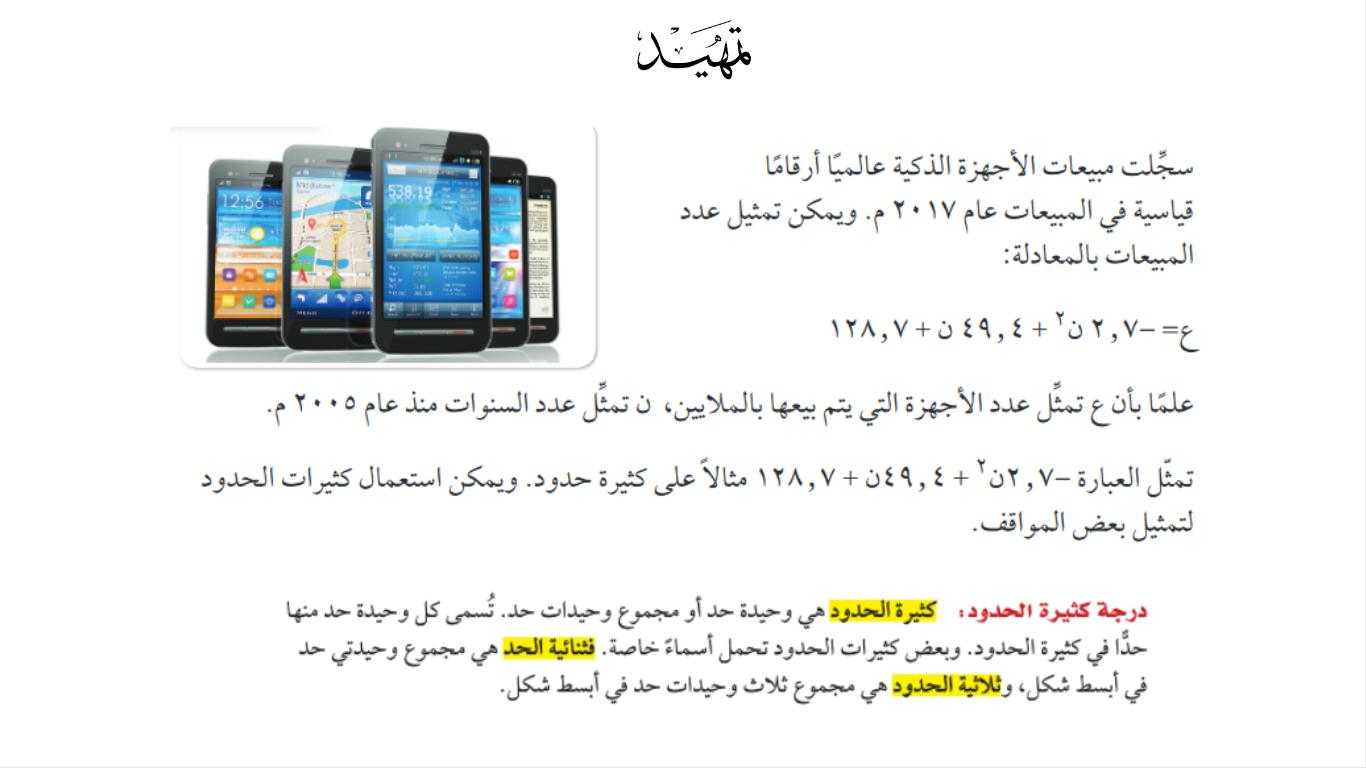 تمهيد
سجِّلت مبيعات الأجهزة الذكية عالميًا أرقامًا
قياسية في المبيعات عام ٢٠١٧ م. ويمكن تمثيل عدد
المبيعات بالمعادلة:
ع= –٢,٧ ن٢ + ٤٩,٤ ن + ١٢٨,٧
علمًا بأن ع تمثِّل عدد الأجهزة التي يتم بيعها بالملايين، ن تمثِّل عدد السنوات منذ عام ٢٠٠٥ م.
تمثّل العبارة –٢,٧ن٢ + ٤٩,٤ن + ١٢٨,٧ مثالاً على كثيرة حدود. ويمكن استعمال كثيرات الحدود
لتمثيل بعض المواقف.
درجة كثيرة الحدود: كثيرة الحدود هي وحيدة حد أو مجموع وحيدات حد. تُسمى كل وحيدة حد منها
حدًّا في كثيرة الحدود. وبعض كثيرات الحدود تحمل أسماءً خاصة. فثنائية الحد هي مجموع وحيدتي حد
في أبسط شكل، وثلاثية الحدود هي مجموع ثلاث وحيدات حد في أبسط شكل.
12:56
538.19